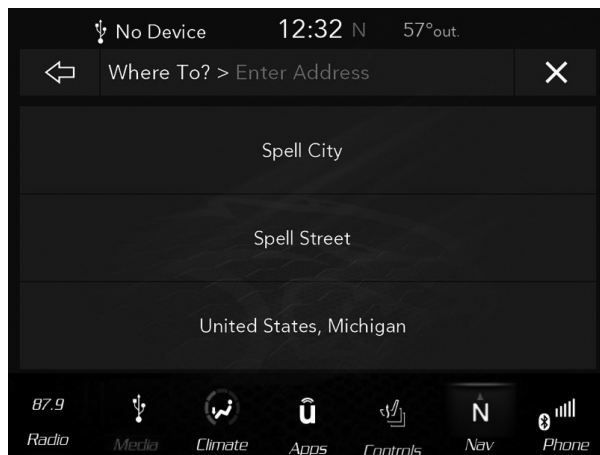 No Device 12:32 N 57°out.
Where To? > Enter Address
Spell City
Spell Street
United States, Michigan
87.9 û N
Radio Media Climate Apps Controls Nav Phone